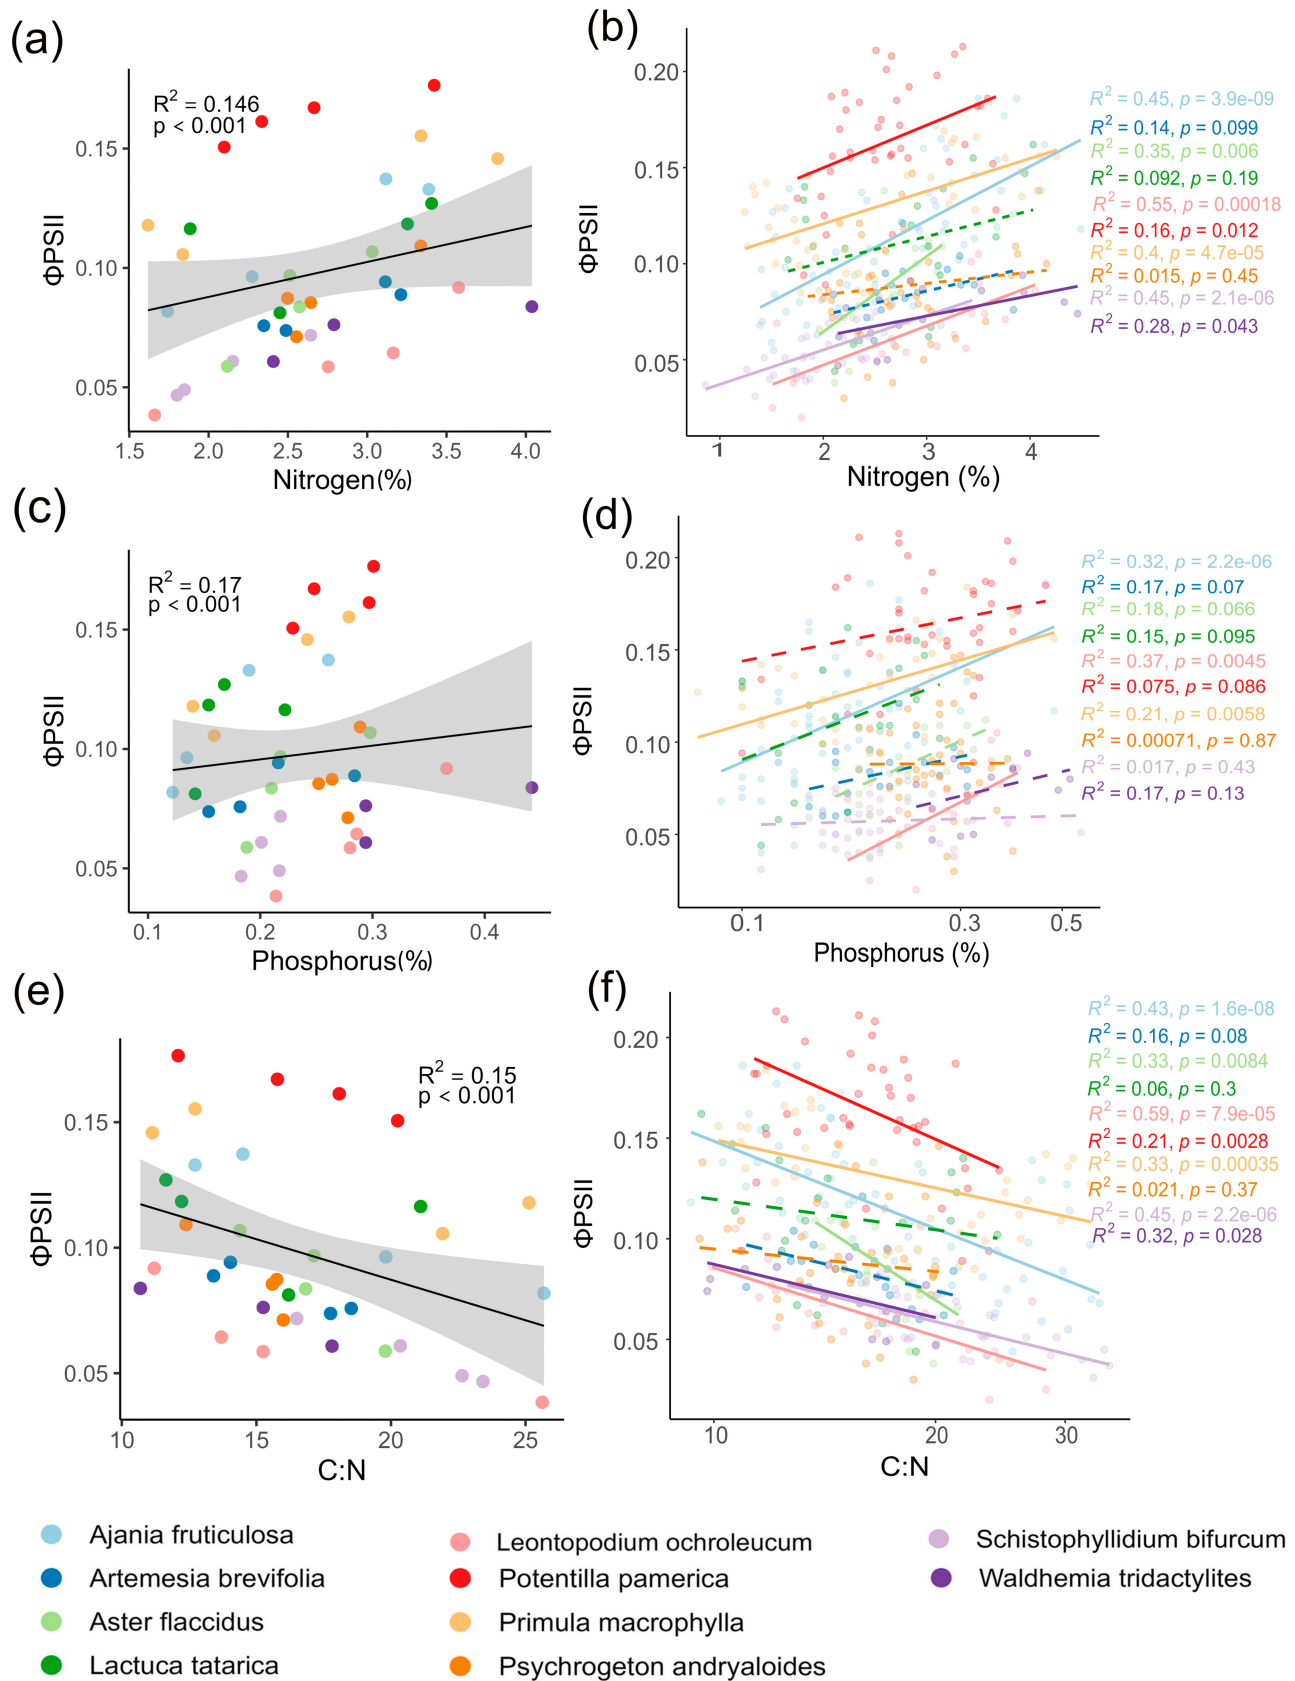 (a)
R² = 0.146
p < 0.001
0.15
0.10
0.05
ΦPSII
1.5 2.0 2.5 3.0 3.5 4.0
Nitrogen(%)
(b)
0.20
0.15
0.10
0.05
ΦPSII
1 2 3 4
Nitrogen (%)
R² = 0.45, p = 3.9e-09
R² = 0.14, p = 0.099
R² = 0.35, p = 0.006
R² = 0.092, p = 0.19
R² = 0.55, p = 0.00018
R² = 0.16, p = 0.012
R² = 0.4, p = 4.7e-05
R² = 0.015, p = 0.45
R² = 0.45, p = 2.1e-06
R² = 0.28, p = 0.043
(c)
R² = 0.17
p < 0.001
0.15
0.10
0.05
ΦPSII
0.1 0.2 0.3 0.4
Phosphorus(%)
(d)
0.20
0.15
0.10
0.05
ΦPSII
0.1 0.3 0.5
Phosphorus (%)
R² = 0.32, p = 2.2e-06
R² = 0.17, p = 0.07
R² = 0.18, p = 0.066
R² = 0.15, p = 0.095
R² = 0.37, p = 0.0045
R² = 0.075, p = 0.086
R² = 0.21, p = 0.0058
R² = 0.00071, p = 0.87
R² = 0.017, p = 0.43
R² = 0.17, p = 0.13
(e)
R² = 0.15
p < 0.001
0.15
0.10
0.05
ΦPSII
10 15 20 25
C:N
(f)
0.20
0.15
0.10
0.05
ΦPSII
10 20 30
C:N
R² = 0.43, p = 1.6e-08
R² = 0.16, p = 0.08
R² = 0.33, p = 0.0084
R² = 0.06, p = 0.3
R² = 0.59, p = 7.9e-05
R² = 0.21, p = 0.0028
R² = 0.33, p = 0.00035
R² = 0.021, p = 0.37
R² = 0.45, p = 2.2e-06
R² = 0.32, p = 0.028
Ajania fruticulosa
Artemesia brevifolia
Aster flaccidus
Lactuca tatarica
Leontopodium ochroleucum
Potentilla pamerica
Primula macrophylla
Psychrogeton andryaloides
Schistophyllidium bifurcum
Waldhemia tridactylites